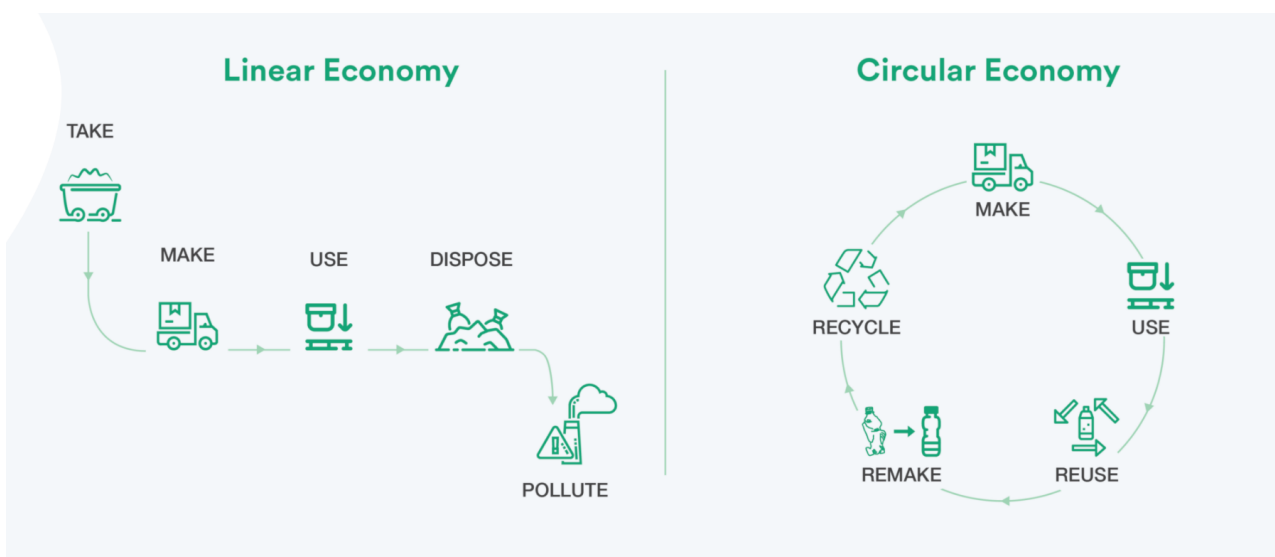 Linear Economy
TAKE
MAKE
USE
DISPOSE
POLLUTE
Circular Economy
MAKE
USE
REUSE
REMAKE
RECYCLE